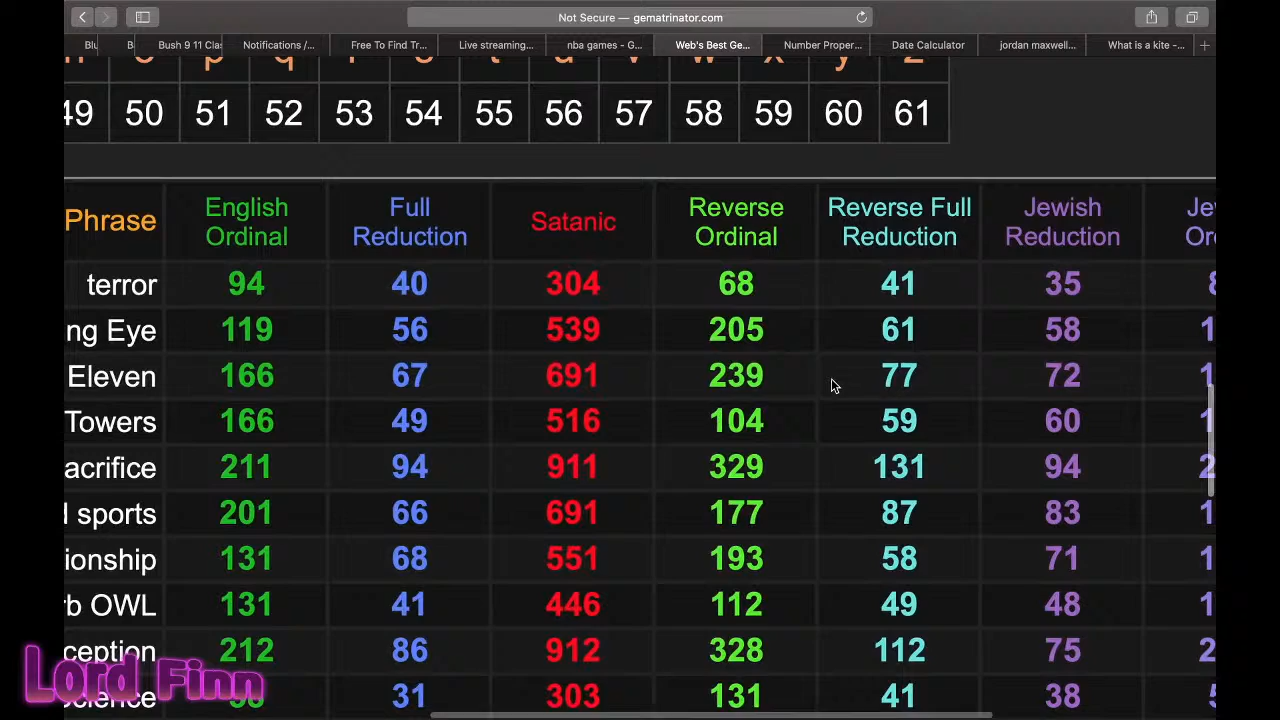 Not Secure — gematrinator.com
Blu B Bush 9 11 Clas Notifications /... Free To Find Tr... Live streaming... nba games - G... Web's Best Ge... Number Proper... Date Calculator jordan maxwell... What is a kite -...
49 50 51 52 53 54 55 56 57 58 59 60 61
Phrase English Ordinal Full Reduction Satanic Reverse Ordinal Reverse Full Reduction Jewish Reduction
terror 94 40 304 68 41 35
ng Eye 119 56 539 205 61 58
Eleven 166 67 691 239 77 72
Towers 166 49 516 104 59 60
acrifice 211 94 911 329 131 94
d sports 201 66 691 177 87 83
ionship 131 68 551 193 58 71
rb OWL 131 41 446 112 49 48
ception 212 86 912 328 112 75
31 303 131 41 38
Lord Finn